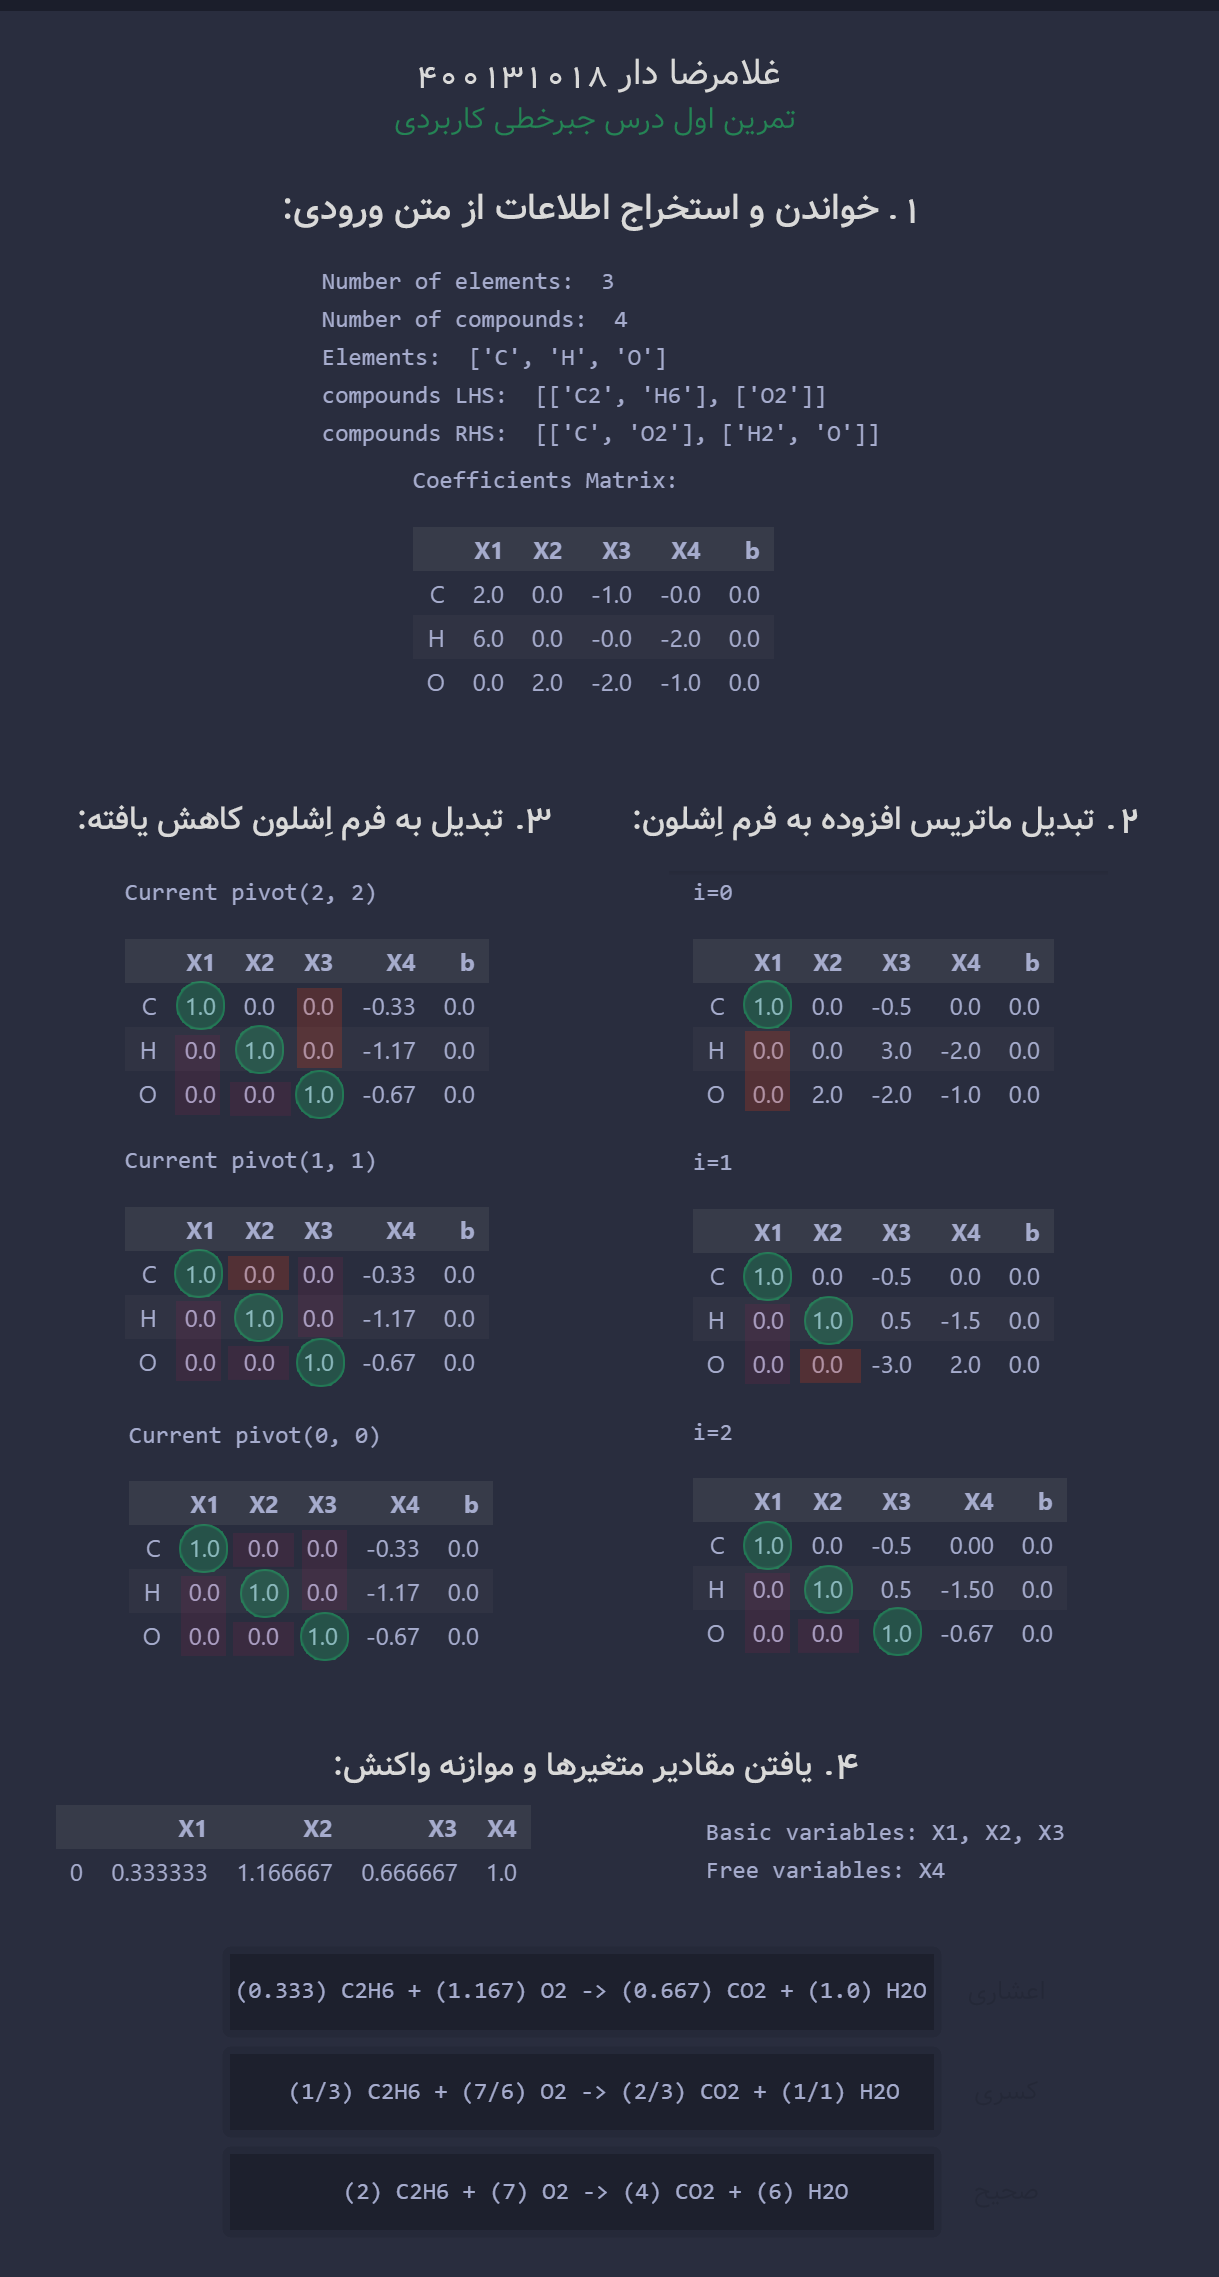 غلامرضا دار ۴۰۰۱۳۱۰۱۸
تمرین اول درس جبرخطی کاربردی
۱. خواندن و استخراج اطلاعات از متن ورودی:
Number of elements:  3
Number of compounds:  4
Elements:  ['C', 'H', 'O']
compounds LHS:  [['C2', 'H6'], ['O2']]
compounds RHS:  [['C', 'O2'], ['H2', 'O']]
Coefficients Matrix:
X1 X2 X3 X4 b
C 2.0 0.0 -1.0 -0.0 0.0
H 6.0 0.0 -0.0 -2.0 0.0
O 0.0 2.0 -2.0 -1.0 0.0
۲. تبدیل ماتریس افزوده به فرم اِشلون:
i=0
X1 X2 X3 X4 b
C 1.0 0.0 -0.5 0.0 0.0
H 0.0 0.0 3.0 -2.0 0.0
O 0.0 2.0 -2.0 -1.0 0.0
i=1
X1 X2 X3 X4 b
C 1.0 0.0 -0.5 0.0 0.0
H 0.0 1.0 0.5 -1.5 0.0
O 0.0 0.0 -3.0 2.0 0.0
i=2
X1 X2 X3 X4 b
C 1.0 0.0 -0.5 0.00 0.0
H 0.0 1.0 0.5 -1.50 0.0
O 0.0 0.0 1.0 -0.67 0.0
۳. تبدیل به فرم اِشلون کاهش یافته:
Current pivot(2, 2)
X1 X2 X3 X4 b
C 1.0 0.0 0.0 -0.33 0.0
H 0.0 1.0 0.0 -1.17 0.0
O 0.0 0.0 1.0 -0.67 0.0
Current pivot(1, 1)
X1 X2 X3 X4 b
C 1.0 0.0 0.0 -0.33 0.0
H 0.0 1.0 0.0 -1.17 0.0
O 0.0 0.0 1.0 -0.67 0.0
Current pivot(0, 0)
X1 X2 X3 X4 b
C 1.0 0.0 0.0 -0.33 0.0
H 0.0 1.0 0.0 -1.17 0.0
O 0.0 0.0 1.0 -0.67 0.0
۴. یافتن مقادیر متغیرها و موازنه واکنش:
Basic variables: X1, X2, X3
Free variables: X4
X1 X2 X3 X4
0 0.333333 1.166667 0.666667 1.0
اعشاری
(0.333) C2H6 + (1.167) O2 -> (0.667) CO2 + (1.0) H2O
کسری
(1/3) C2H6 + (7/6) O2 -> (2/3) CO2 + (1/1) H2O
صحیح
(2) C2H6 + (7) O2 -> (4) CO2 + (6) H2O